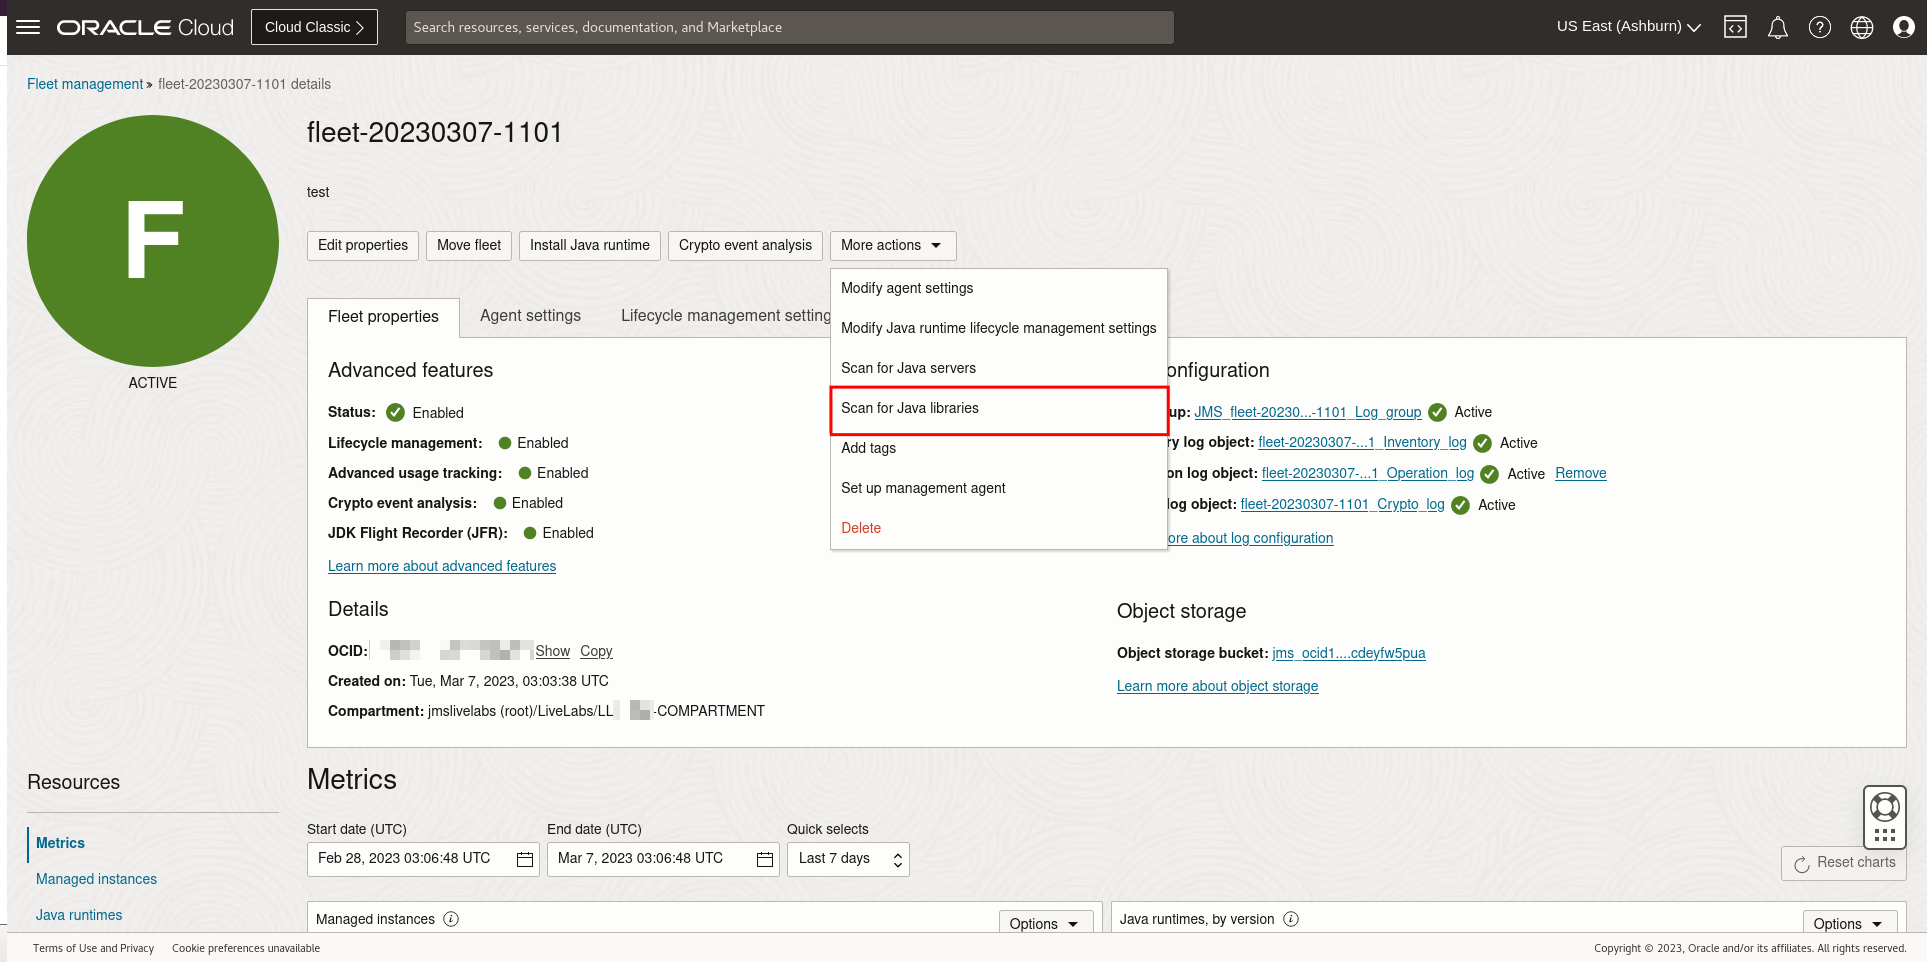 ORACLE Cloud
Cloud Classic
Search resources, services, documentation, and Marketplace
US East (Ashburn)
Fleet management » fleet-20230307-1101 details
F
ACTIVE
fleet-20230307-1101
test
Edit properties
Move fleet
Install Java runtime
Crypto event analysis
More actions
Modify agent settings
Modify Java runtime lifecycle management settings
Scan for Java servers
Scan for Java libraries
Add tags
Set up management agent
Delete
Fleet properties
Agent settings
Lifecycle management setting
Advanced features
Status: Enabled
Lifecycle management: Enabled
Advanced usage tracking: Enabled
Crypto event analysis: Enabled
JDK Flight Recorder (JFR): Enabled
Learn more about advanced features
onfiguration
up: JMS_fleet-20230...-1101_Log_group Active
ry log object: fleet-20230307-...1_Inventory_log Active
on log object: fleet-20230307-...1_Operation_log Active Remove
log object: fleet-20230307-1101_Crypto_log Active
ore about log configuration
Details
OCID: Show Copy
Created on: Tue, Mar 7, 2023, 03:03:38 UTC
Compartment: jmslivelabs (root)/LiveLabs/LL -COMPARTMENT
Object storage
Object storage bucket: jms_ocid1....cdeyfw5pua
Learn more about object storage
Resources
Metrics
Managed instances
Java runtimes
Metrics
Start date (UTC)
End date (UTC)
Quick selects
Feb 28, 2023 03:06:48 UTC
Mar 7, 2023 03:06:48 UTC
Last 7 days
Reset charts
Managed instances
Options
Java runtimes, by version
Options
Terms of Use and Privacy
Cookie preferences unavailable
Copyright © 2023, Oracle and/or its affiliates. All rights reserved.